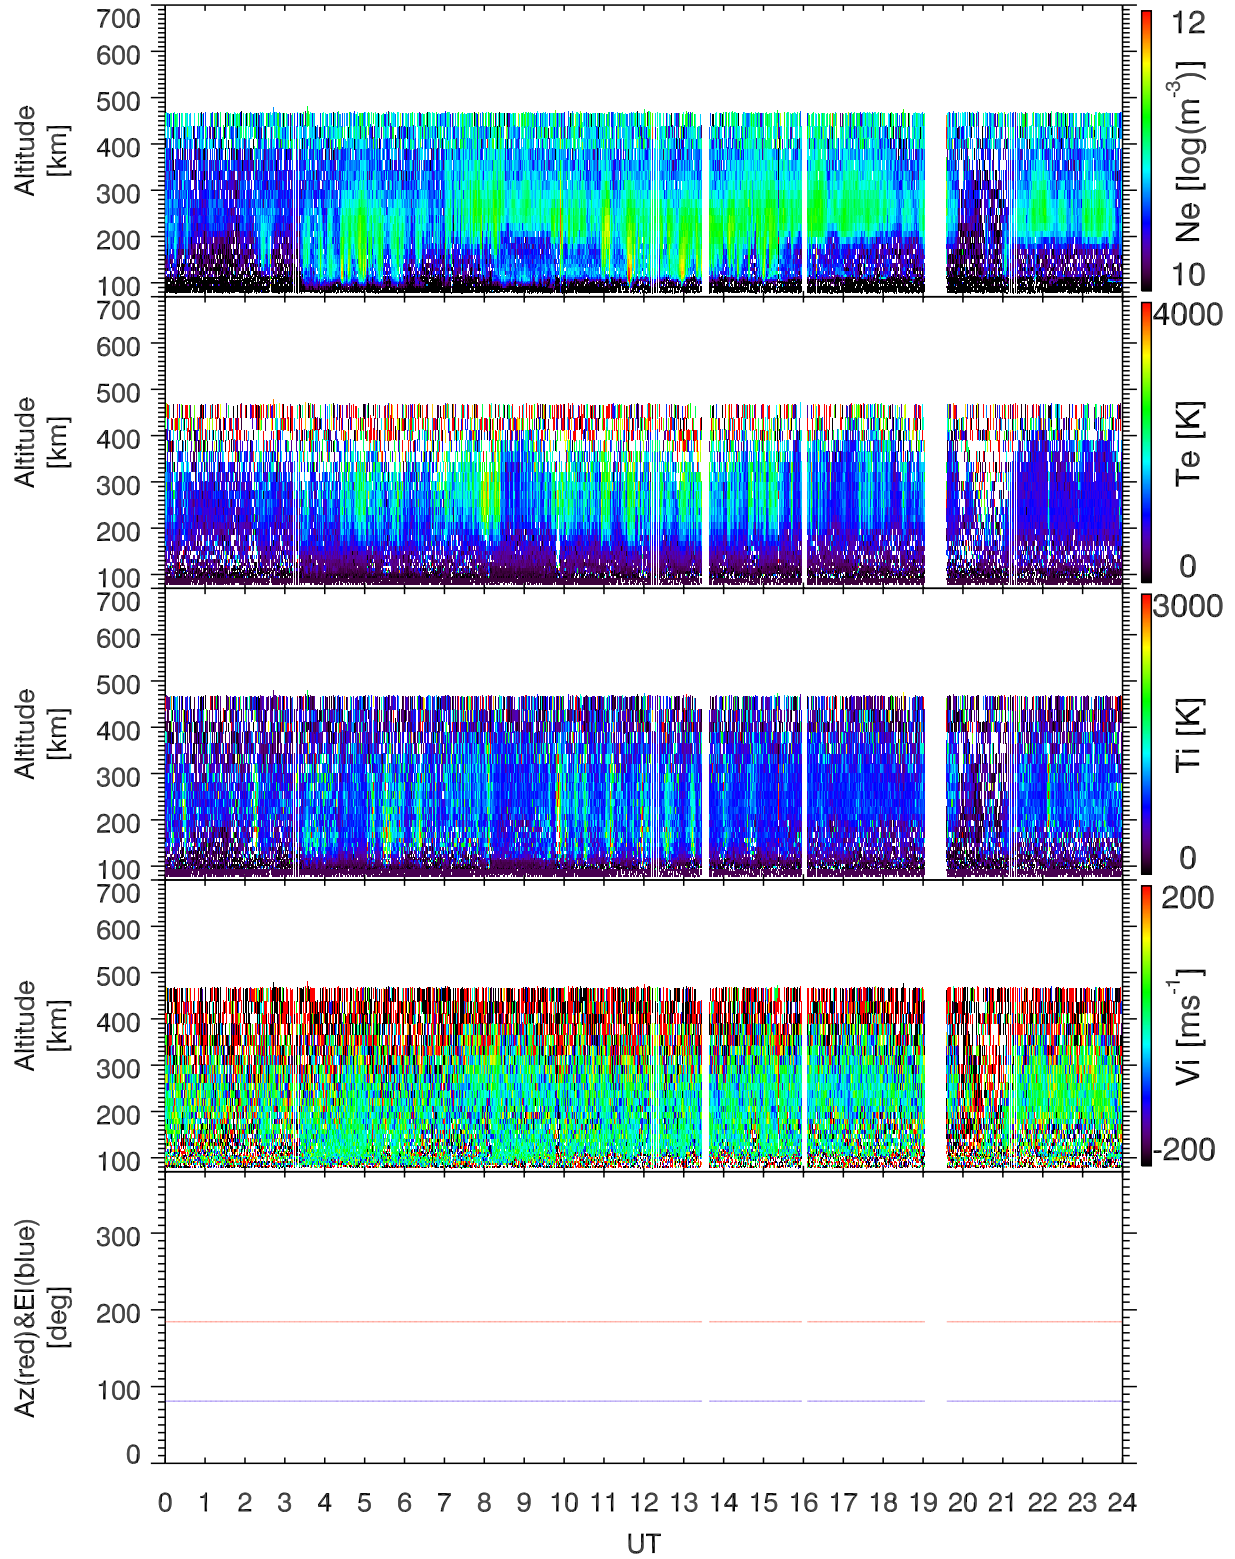 700
600
500
400
300
200
100
Altitude
[km]
12
10
Ne [log(m⁻³)]
700
600
500
400
300
200
100
Altitude
[km]
4000
0
Te [K]
700
600
500
400
300
200
100
Altitude
[km]
3000
0
Ti [K]
700
600
500
400
300
200
100
Altitude
[km]
200
-200
Vi [ms⁻¹]
300
200
100
0
Az(red)&El(blue)
[deg]
0 1 2 3 4 5 6 7 8 9 10 11 12 13 14 15 16 17 18 19 20 21 22 23 24
UT